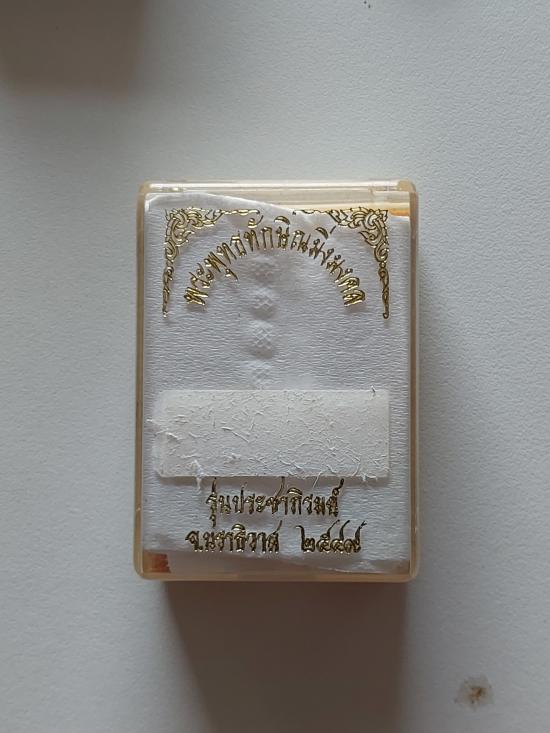 พระพุทธทักษิณมิ่งมงคล
รุ่นประชาภิรมย์
จ.นราธิวาส ๒๕๔๙